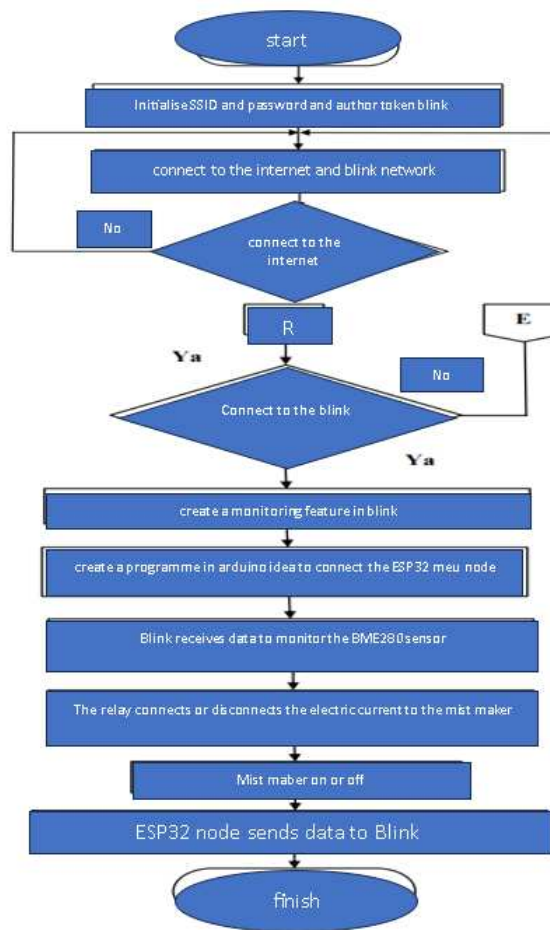 start
Initialise SSID and password and author token blink
connect to the internet and blink network
No
connect to the
internet
R
E
Ya
No
Connect to the blink
Ya
create a monitoring feature in blink
create a programme in arduino idea to connect the ESP32 meu node
Blink receives data to monitor the BME280 sensor
The relay connects or disconnects the electric current to the mist maker
Mist maber on or off
ESP32 node sends data to Blink
finish